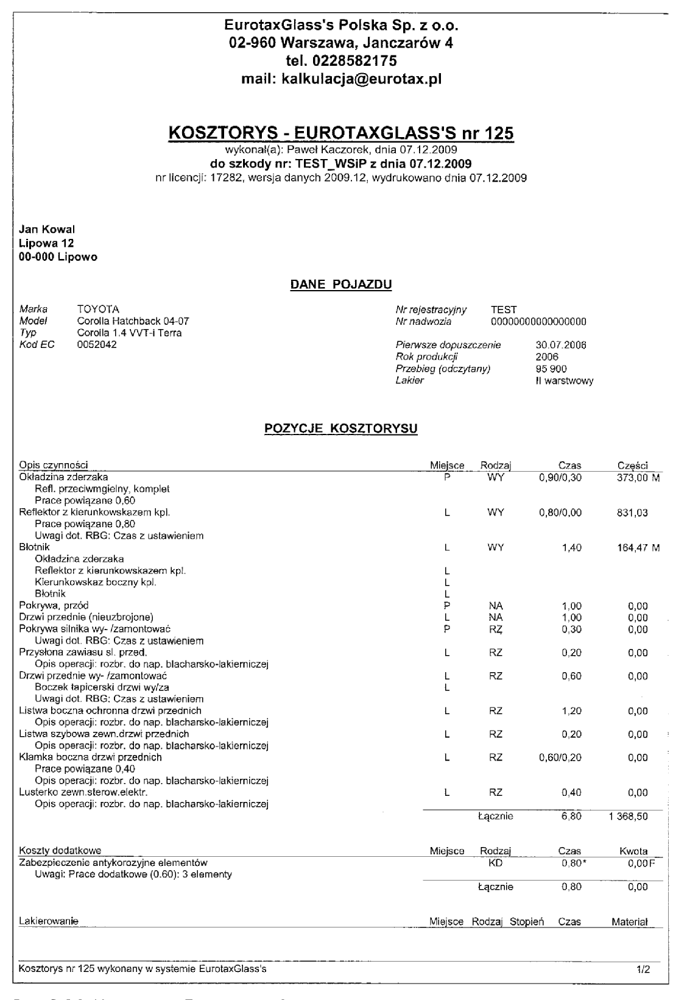 EurotaxGlass's Polska Sp. z o.o.
02-960 Warszawa, Janczarów 4
tel. 0228582175
mail: kalkulacja@eurotax.pl
KOSZTORYS - EUROTAXGLASS'S nr 125
wykonał(a): Paweł Kaczorek, dnia 07.12.2009
do szkody nr: TEST_WSiP z dnia 07.12.2009
nr licencji: 17282, wersja danych 2009.12, wydrukowano dnia 07.12.2009
Jan Kowal
Lipowa 12
00-000 Lipowo
DANE POJAZDU
Marka TOYOTA Nr rejestracyjny TEST
Model Corolla Hatchback 04-07 Nr nadwozia 00000000000000000
Typ Corolla 1.4 VVT-i Terra
Kod EC 0052042 Pierwsze dopuszczenie 30.07.2006
Rok produkcji 2006
Przebieg (odczytany) 95 900
Lakier II warstwowy
POZYCJE KOSZTORYSU
Opis czynności Miejsce Rodzaj Czas Części
Okładzina zderzaka P WY 0,90/0,30 373,00 M
Refl. przeciwmgielny, komplet
Prace powiązane 0,60
Reflektor z kierunkowskazem kpl. L WY 0,80/0,00 831,03
Prace powiązane 0,80
Uwagi dot. RBG: Czas z ustawieniem
Błotnik L WY 1,40 164,47 M
Okładzina zderzaka
Reflektor z kierunkowskazem kpl. L
Kierunkowskaz boczny kpl. L
Błotnik L
Pokrywa, przód P NA 1,00 0,00
Drzwi przednie (nieuzbrojone) L NA 1,00 0,00
Pokrywa silnika wy- /zamontować P RZ 0,30 0,00
Uwagi dot. RBG: Czas z ustawieniem
Przysłona zawiasu sl. przed. L RZ 0,20 0,00
Opis operacji: rozbr. do nap. blacharsko-lakierniczej
Drzwi przednie wy- /zamontować L RZ 0,60 0,00
Boczek tapicerski drzwi wy/za L
Uwagi dot. RBG: Czas z ustawieniem
Listwa boczna ochronna drzwi przednich L RZ 1,20 0,00
Opis operacji: rozbr. do nap. blacharsko-lakierniczej
Listwa szybowa zewn.drzwi przednich L RZ 0,20 0,00
Opis operacji: rozbr. do nap. blacharsko-lakierniczej
Klamka boczna drzwi przednich L RZ 0,60/0,20 0,00
Prace powiązane 0,40
Opis operacji: rozbr. do nap. blacharsko-lakierniczej
Lusterko zewn.sterow.elektr. L RZ 0,40 0,00
Opis operacji: rozbr. do nap. blacharsko-lakierniczej
Łącznie 6,80 1 368,50
Koszty dodatkowe Miejsce Rodzaj Czas Kwota
Zabezpieczenie antykorozyjne elementów KD 0,80* 0,00 F
Uwagi: Prace dodatkowe (0.60): 3 elementy
Łącznie 0,80 0,00
Lakierowanie Miejsce Rodzaj Stopień Czas Materiał
Kosztorys nr 125 wykonany w systemie EurotaxGlass's 1/2